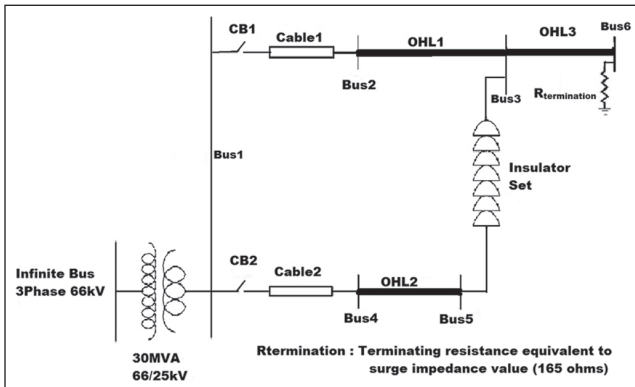 CB1
Cable1
OHL1
OHL3
Bus6
Bus2
Bus3
Rtermination
Bus1
Insulator
Set
Infinite Bus
3Phase 66kV
CB2
Cable2
OHL2
Bus4
Bus5
30MVA
66/25kV
Rtermination : Terminating resistance equivalent to
surge impedance value (165 ohms)